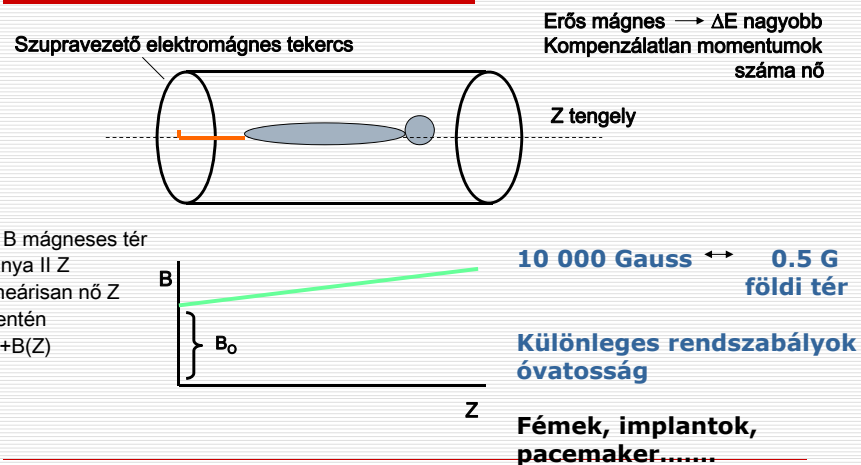 Erős mágnes → ΔE nagyobb
Kompenzálatlan momentumok
száma nő
Szupravezető elektromágnes tekercs
Z tengely
B mágneses tér
nya II Z
neárisan nő Z
entén
+B(Z)
B
B₀
Z
10 000 Gauss ↔ 0.5 G
földi tér
Különleges rendszabályok
óvatosság
Fémek, implantok,
pacemaker.......